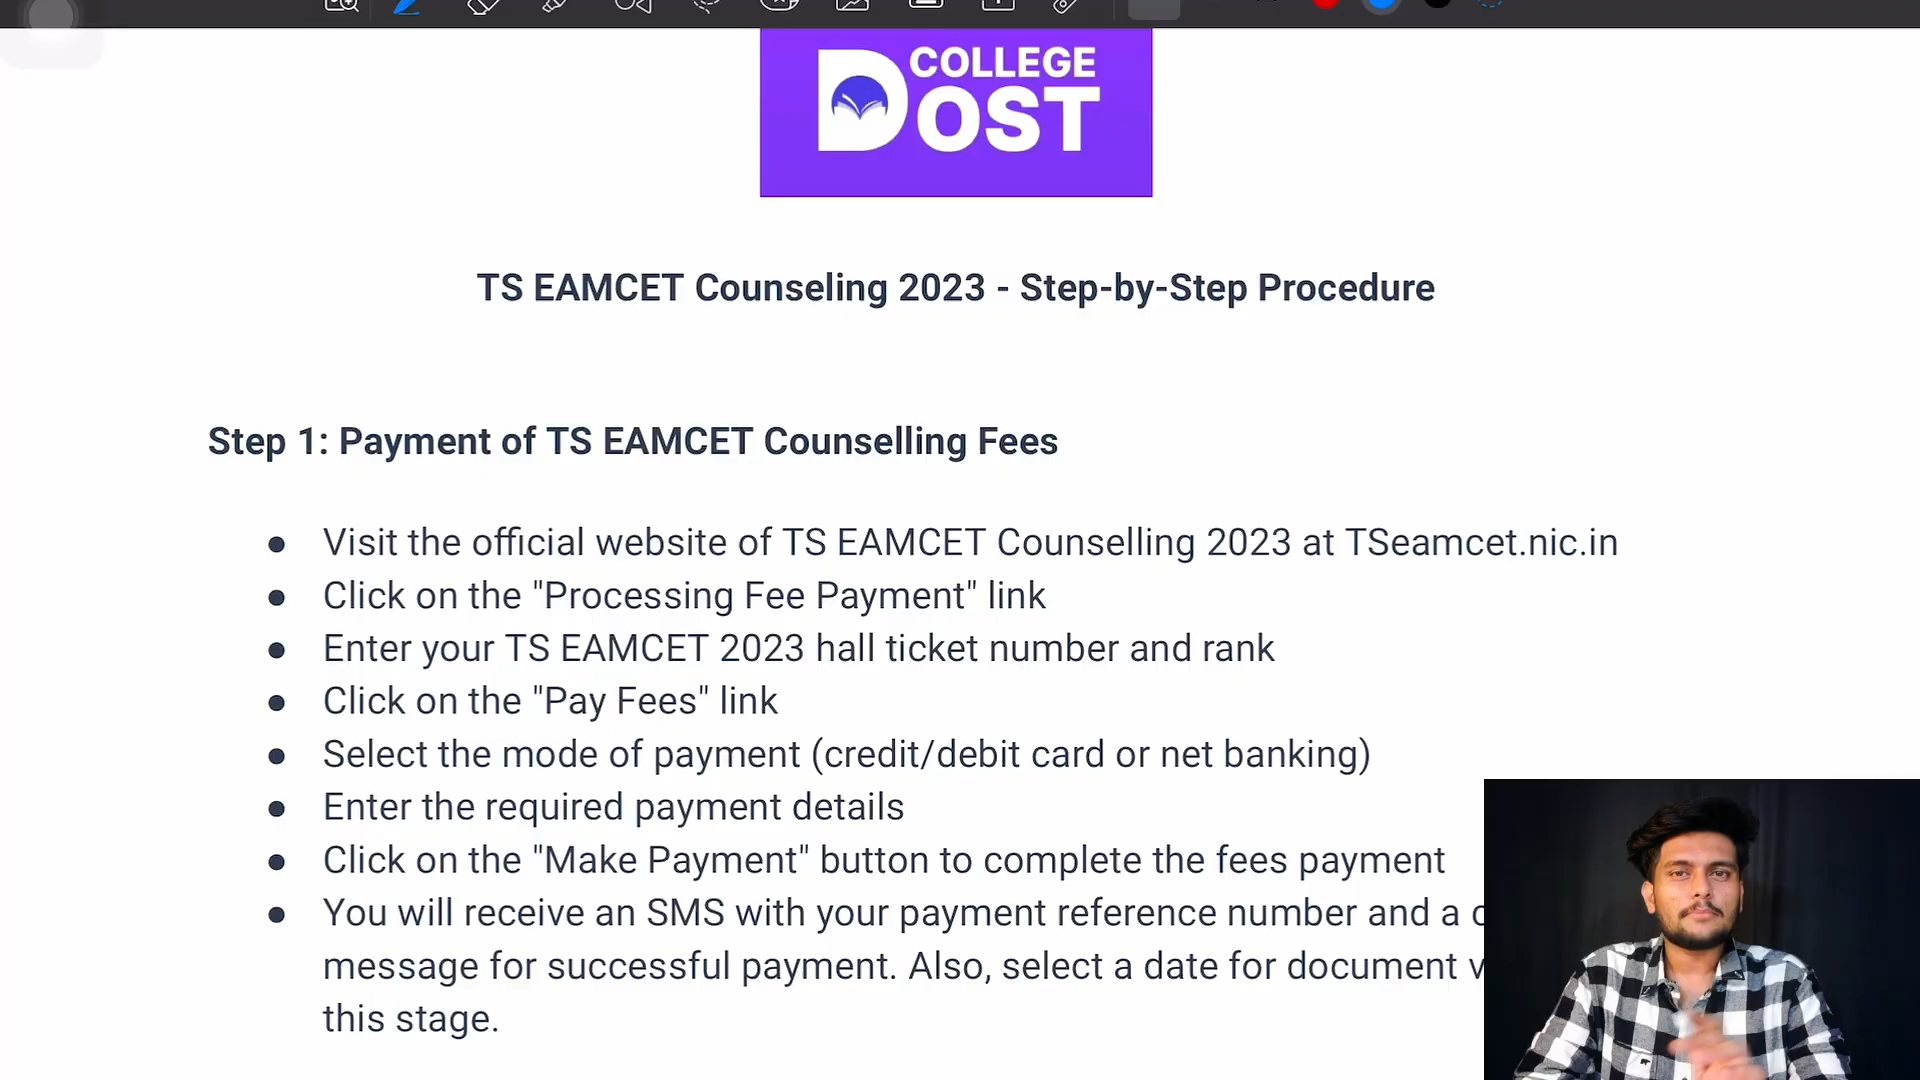 COLLEGE
DOST
TS EAMCET Counseling 2023 - Step-by-Step Procedure
Step 1: Payment of TS EAMCET Counselling Fees
● Visit the official website of TS EAMCET Counselling 2023 at TSeamcet.nic.in
● Click on the "Processing Fee Payment" link
● Enter your TS EAMCET 2023 hall ticket number and rank
● Click on the "Pay Fees" link
● Select the mode of payment (credit/debit card or net banking)
● Enter the required payment details
● Click on the "Make Payment" button to complete the fees payment
● You will receive an SMS with your payment reference number and a
message for successful payment. Also, select a date for document
this stage.